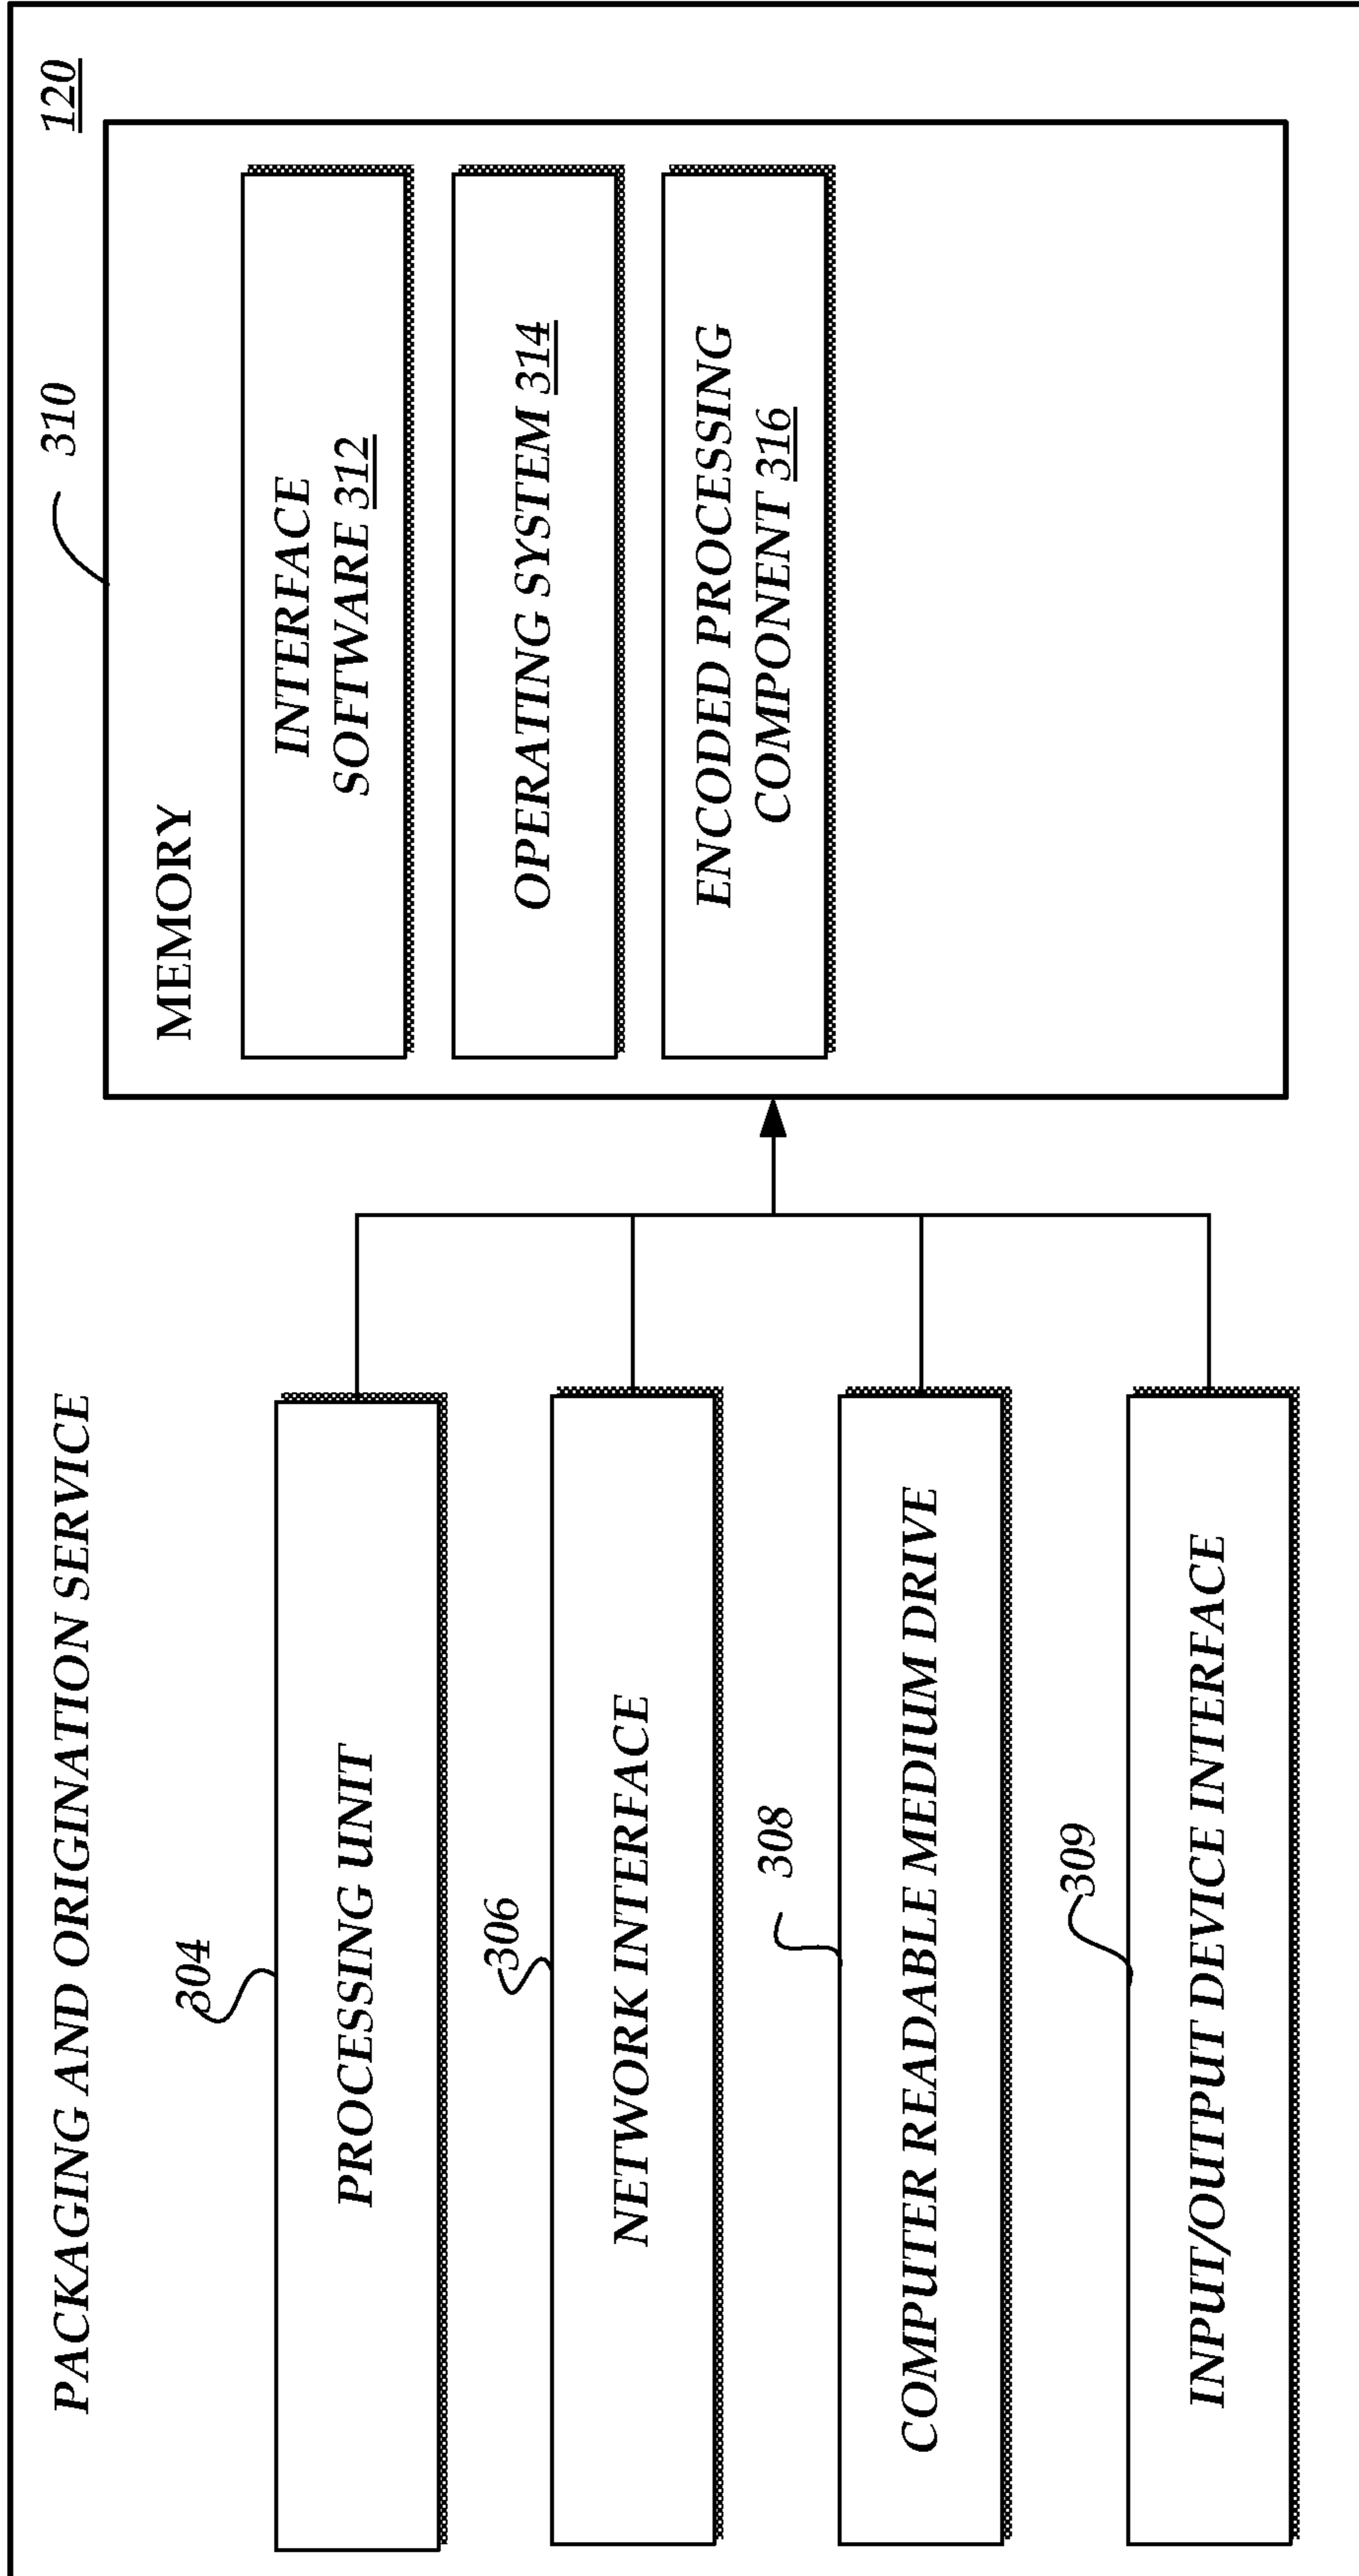 PACKAGING AND ORIGINATION SERVICE
120
304
PROCESSING UNIT
306
NETWORK INTERFACE
308
COMPUTER READABLE MEDIUM DRIVE
309
INPUT/OUTPUT DEVICE INTERFACE
310
MEMORY
INTERFACE
SOFTWARE 312
OPERATING SYSTEM 314
ENCODED PROCESSING
COMPONENT 316